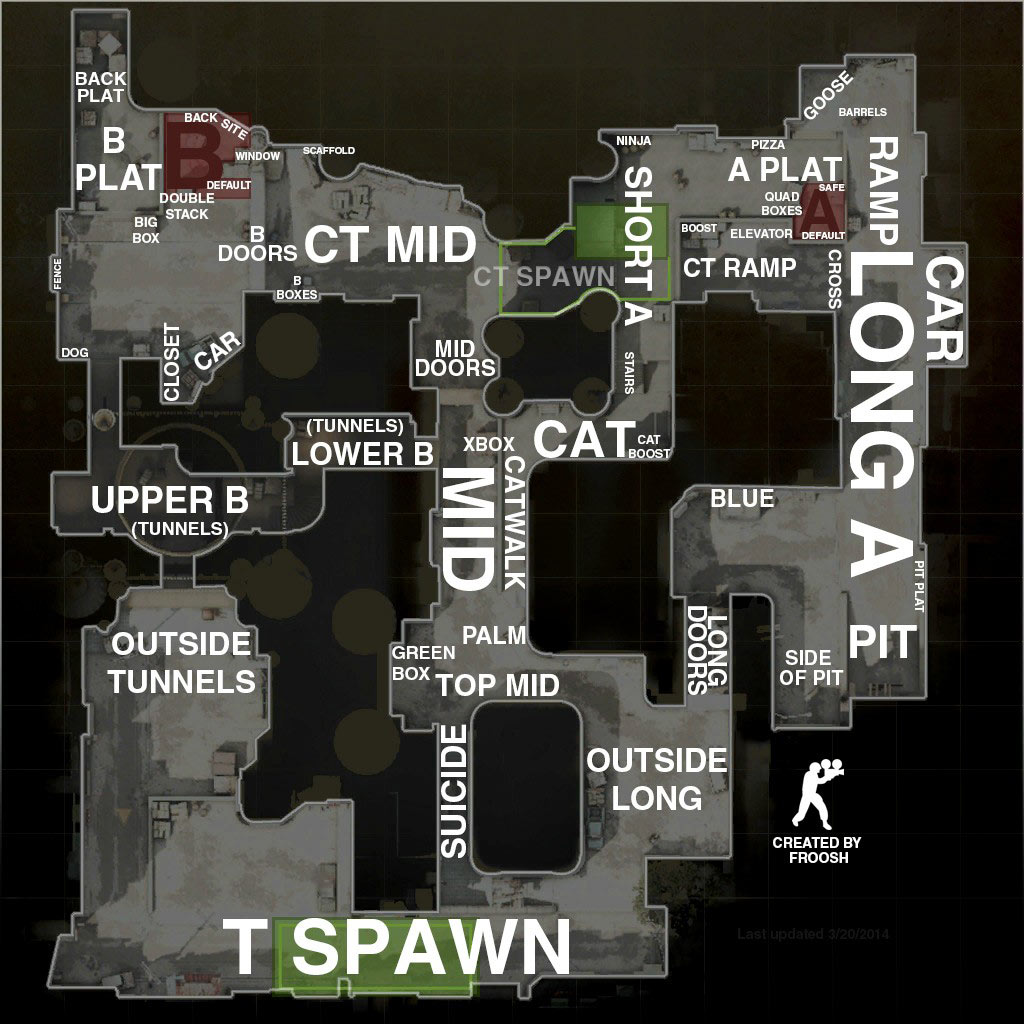 BACK
PLAT
B
PLAT
BACK SITE
B
WINDOW
DEFAULT
DOUBLE
STACK
SCAFFOLD
BIG
BOX
B
DOORS
CT MID
B
BOXES
FENCE
DOG
CLOSET
CAR
MID
DOORS
CT SPAWN
NINJA
SHORT A
STAIRS
GOOSE
BARRELS
PIZZA
A PLAT
SAFE
QUAD
BOXES
A
BOOST
ELEVATOR
DEFAULT
CT RAMP
CROSS
RAMP
LONG A
CAR
(TUNNELS)
LOWER B
XBOX
CAT
CAT
BOOST
UPPER B
(TUNNELS)
MID
CATWALK
BLUE
PIT PLAT
PIT
SIDE
OF PIT
LONG
DOORS
OUTSIDE
TUNNELS
PALM
GREEN
BOX
TOP MID
SUICIDE
OUTSIDE
LONG
CREATED BY
FROOSH
T SPAWN
Last updated 3/20/2014